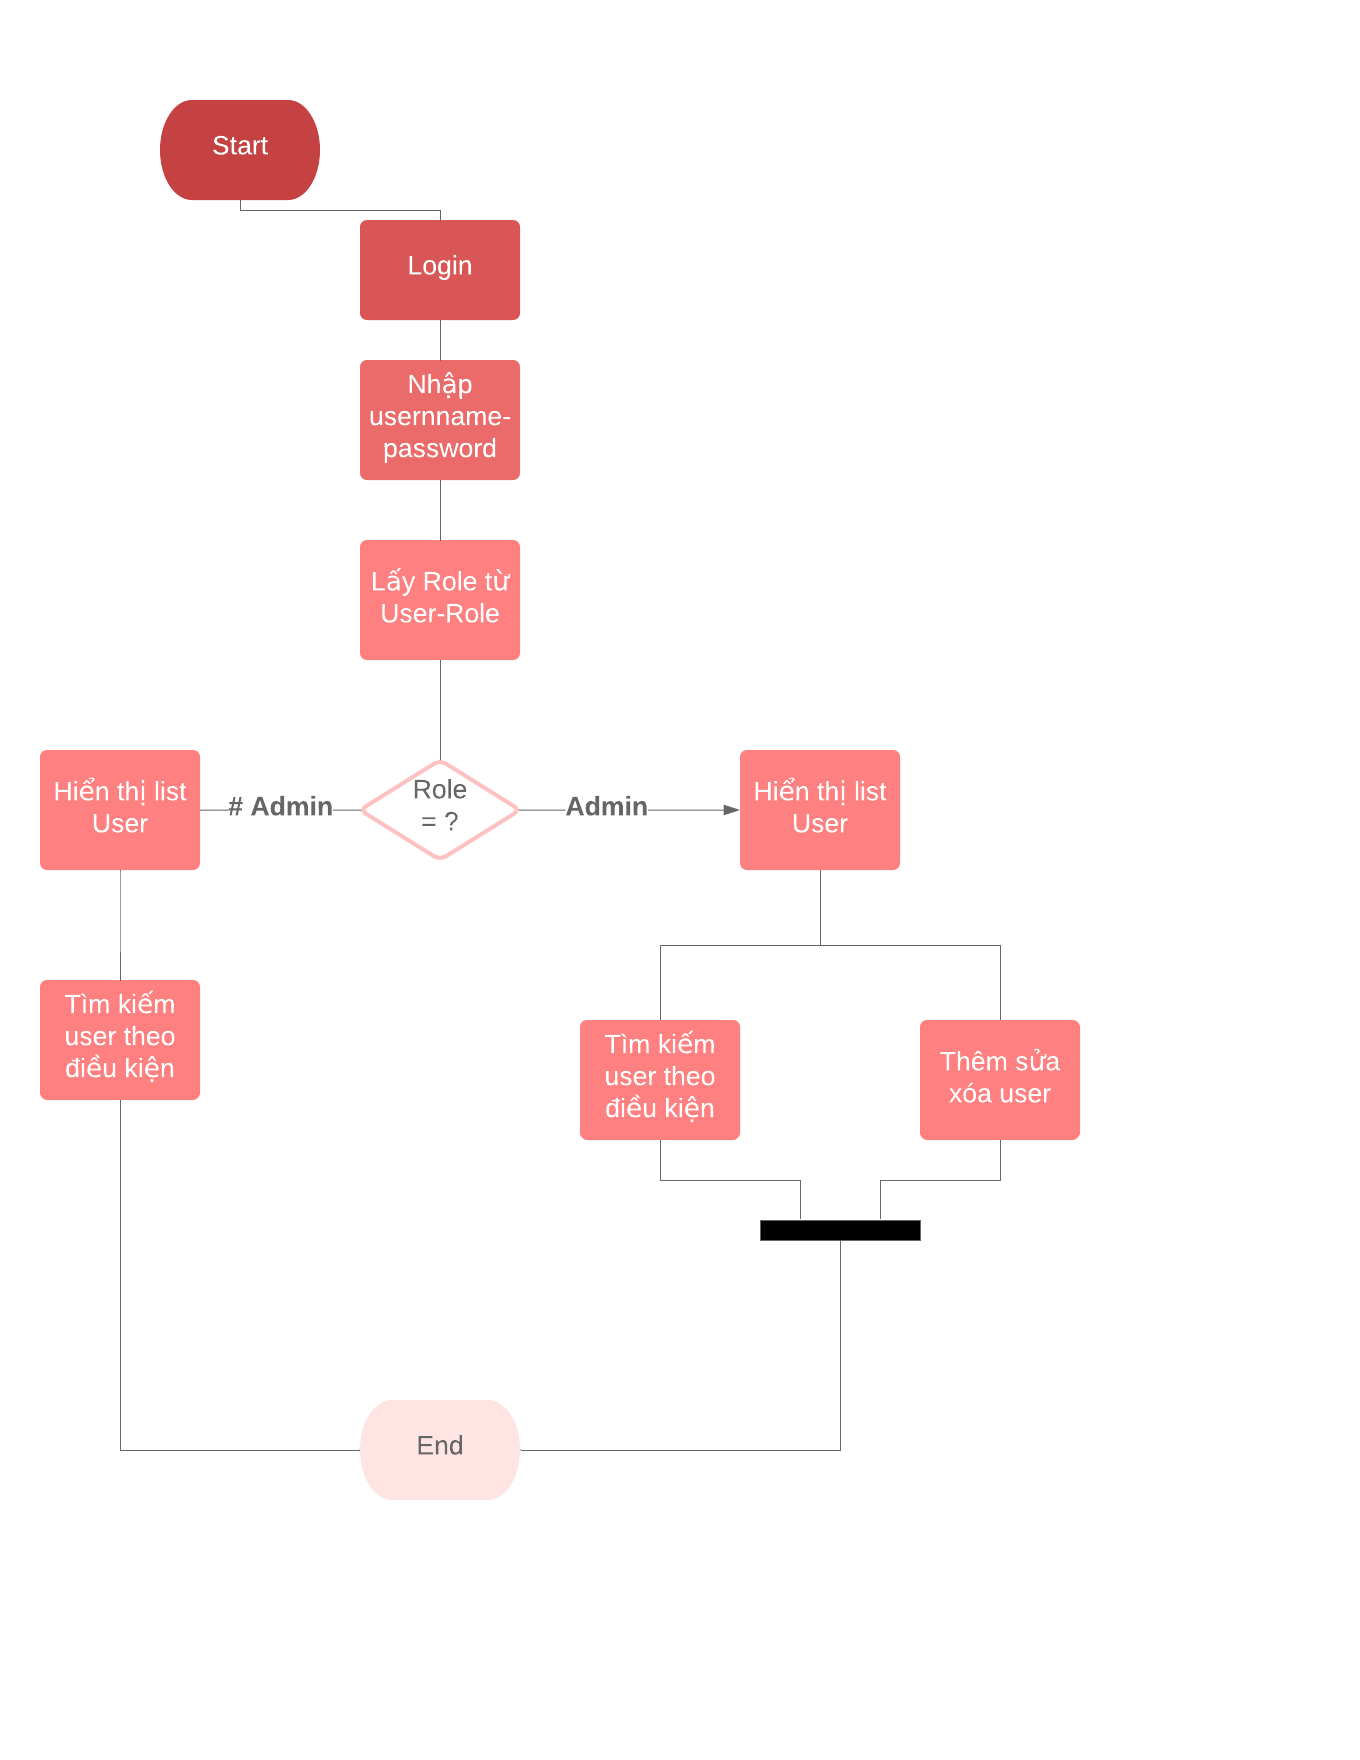 Start
Login
Nhập
usernname-
password
Lấy Role từ
User-Role
Hiển thị list
User
# Admin
Role
= ?
Admin
Hiển thị list
User
Tìm kiếm
user theo
điều kiện
Tìm kiếm
user theo
điều kiện
Thêm sửa
xóa user
End